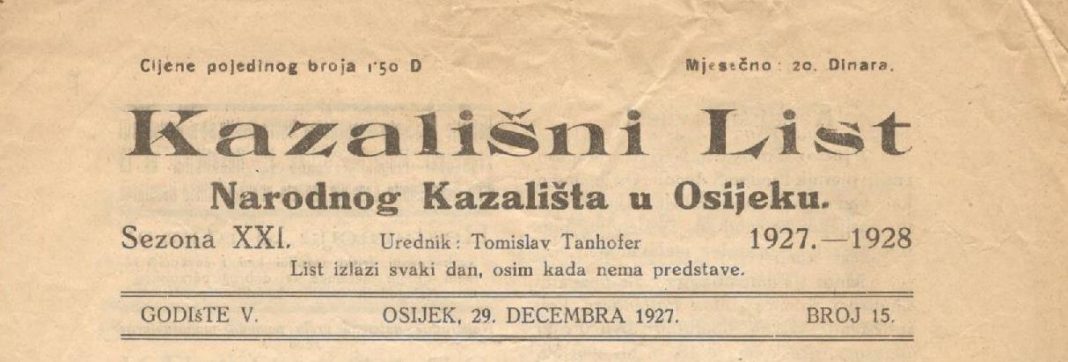 Cijene pojedinog broja 1·50 D Mjesečno: 20. Dinara.
Kazališni List
Narodnog Kazališta u Osijeku.
Sezona XXI. Urednik: Tomislav Tanhofer 1927.—1928
List izlazi svaki dan, osim kada nema predstave.
GODIšTE V. OSIJEK, 29. DECEMBRA 1927. BROJ 15.